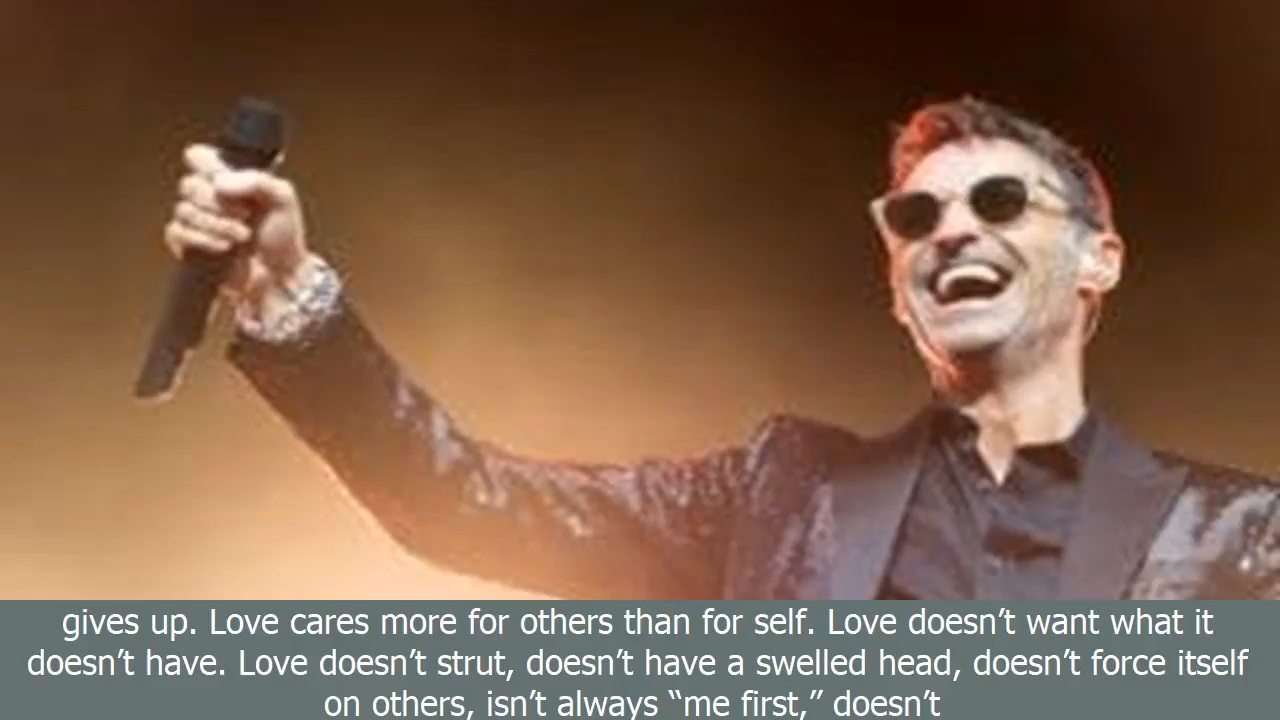 gives up. Love cares more for others than for self. Love doesn’t want what it
doesn’t have. Love doesn’t strut, doesn’t have a swelled head, doesn’t force itself
on others, isn’t always “me first,” doesn’t